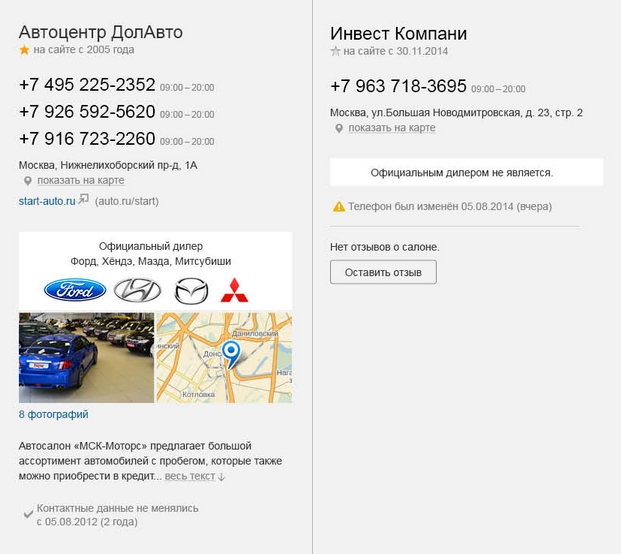 Автоцентр ДолАвто
на сайте с 2005 года
+7 495 225-2352 09:00–20:00
+7 926 592-5620 09:00–20:00
+7 916 723-2260 09:00–20:00
Москва, Нижнелихоборский пр-д, 1А
показать на карте
start-auto.ru (auto.ru/start)
Официальный дилер
Форд, Хёндэ, Мазда, Митсубиши
Ford
Даниловский
Донс
Нага
Котловка
8 фотографий
Автосалон «МСК-Моторс» предлагает большой
ассортимент автомобилей с пробегом, которые также
можно приобрести в кредит... весь текст ↓
Контактные данные не менялись
с 05.08.2012 (2 года)
Инвест Компани
на сайте с 30.11.2014
+7 963 718-3695 09:00–20:00
Москва, ул.Большая Новодмитровская, д. 23, стр. 2
показать на карте
Официальным дилером не является.
Телефон был изменён 05.08.2014 (вчера)
Нет отзывов о салоне.
Оставить отзыв